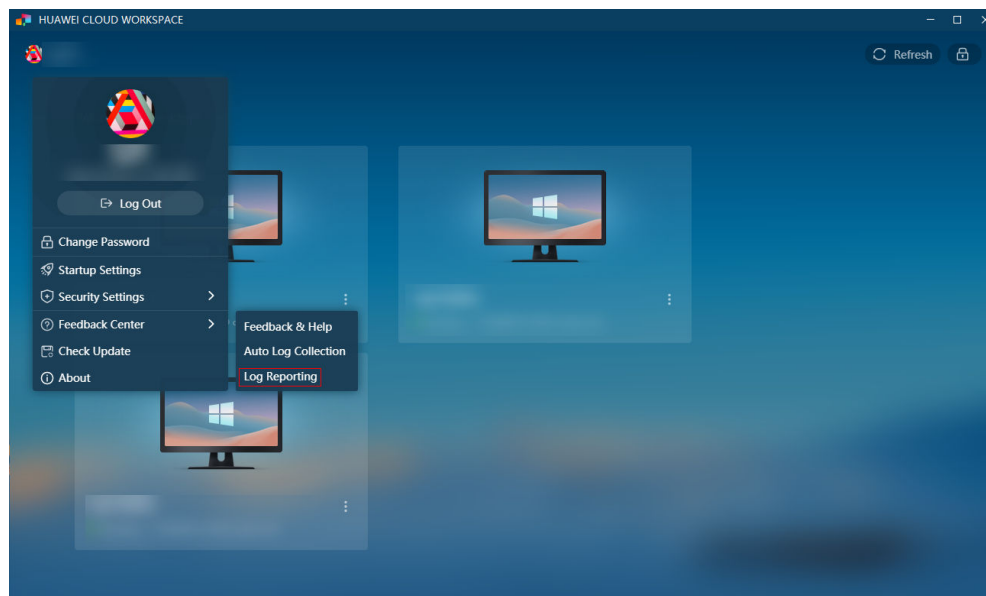 HUAWEI CLOUD WORKSPACE
Refresh
Log Out
Change Password
Startup Settings
Security Settings
Feedback Center
Check Update
About
Feedback & Help
Auto Log Collection
Log Reporting